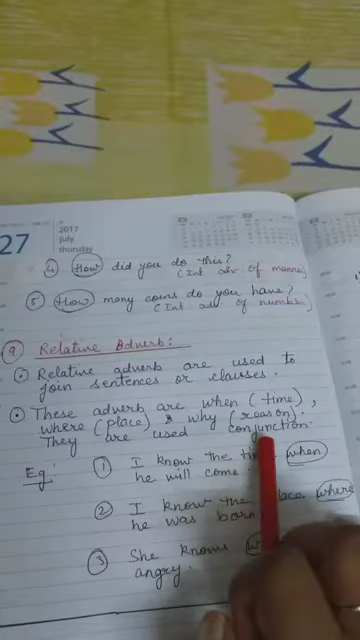 27
2017
July
thursday
④ How did you do this?
(Int adv of manner)
⑤ How many coins do you have?
(Int adv of number)
⑨ Relative Adverb:
Relative adverb are used to
join sentences or clauses.
These adverb are when (time),
where (place) & why (reason).
They are used conjunction.
Eg: ① I know the when
he will come.
② I know the where
he was born
③ She knows
angry.